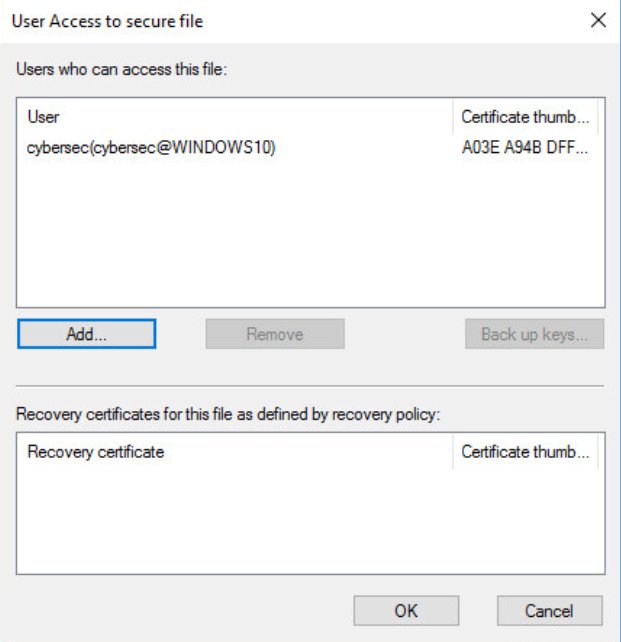 User Access to secure file
Users who can access this file:
User Certificate thumb...
cybersec(cybersec@WINDOWS10) A03E A94B DFF...
Add... Remove Back up keys...
Recovery certificates for this file as defined by recovery policy:
Recovery certificate Certificate thumb...
OK Cancel